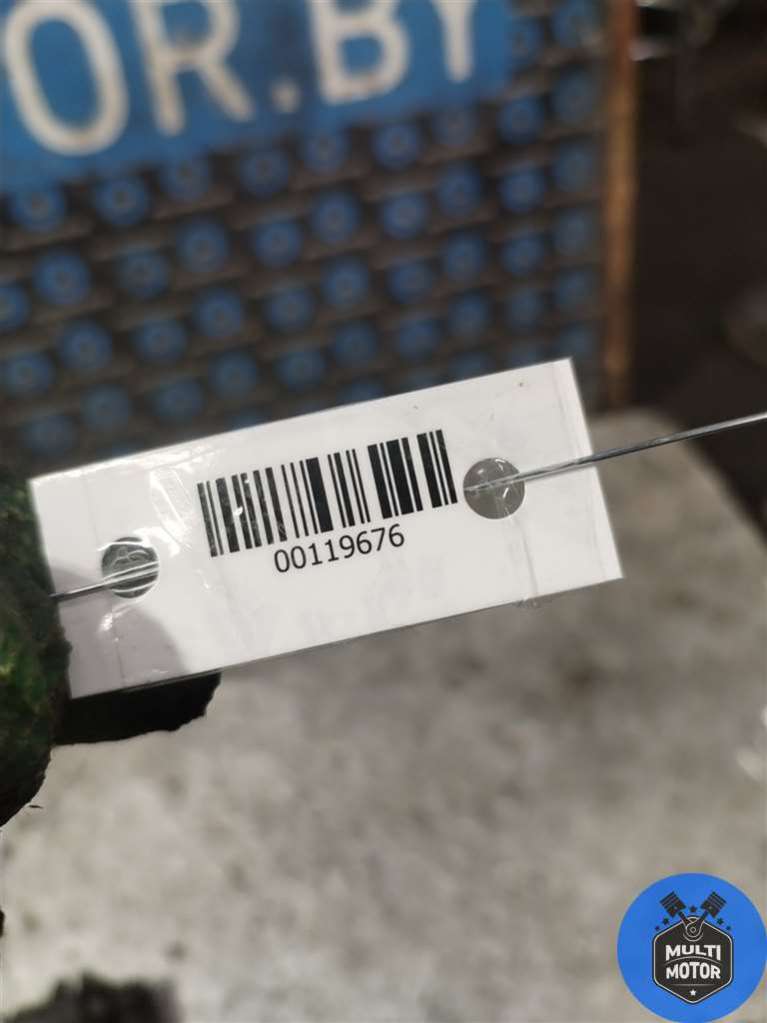 OR.BY
00119676
MULTI
MOTOR